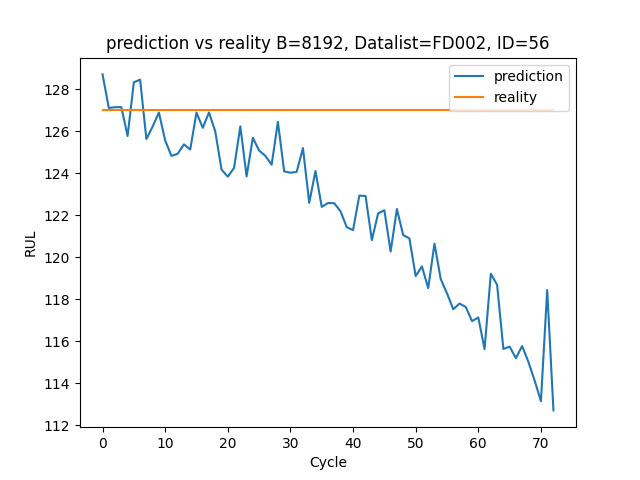 prediction vs reality B=8192, Datalist=FD002, ID=56
prediction
reality
128
126
124
122
120
118
116
114
112
RUL
0 10 20 30 40 50 60 70
Cycle